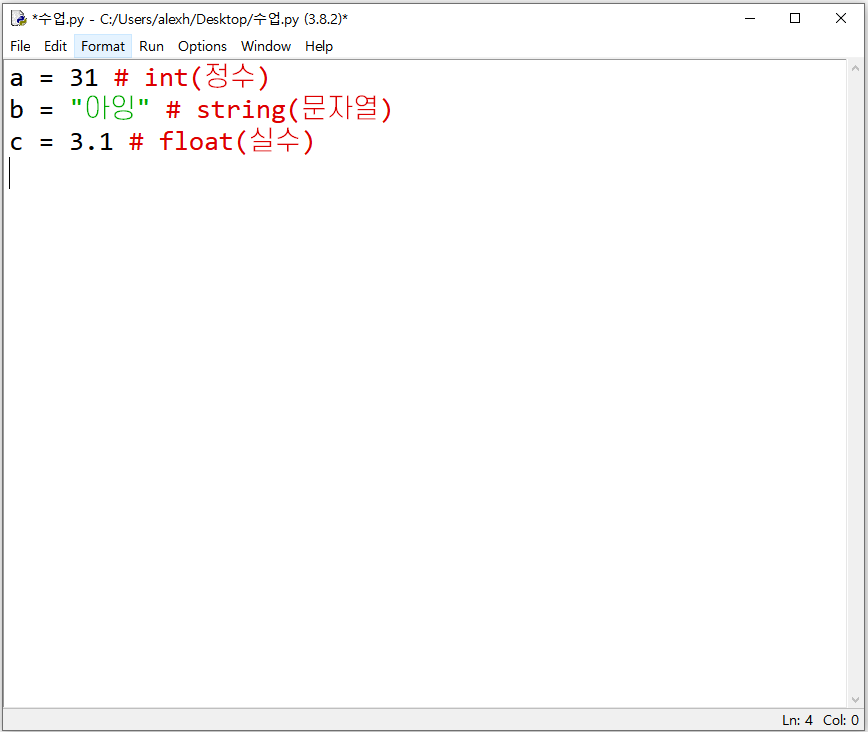 *수업.py - C:/Users/alexh/Desktop/수업.py (3.8.2)*
File Edit Format Run Options Window Help
a = 31 # int(정수)
b = "아잉" # string(문자열)
c = 3.1 # float(실수)
Ln: 4 Col: 0